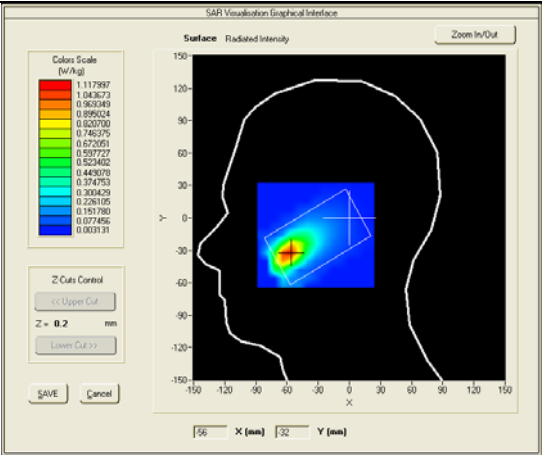 SAR Visualisation Graphical Interface
Surface Radiated Intensity
Zoom In/Out
Colors Scale
(W/kg)
1.117997
1.043673
0.969349
0.895024
0.820700
0.746375
0.672051
0.597727
0.523402
0.449078
0.374753
0.300429
0.226105
0.151780
0.077456
0.003131
Z-Cuts Control
<< Upper Cut
Z = 0.2 mm
Lower Cut >>
SAVE Cancel
150-
120-
90-
60-
30-
0-
-30-
-60-
-90-
-120-
-150-
Y
-150 -120 -90 -60 -30 0 30 60 90 120 150
X
-56 X (mm) -32 Y (mm)